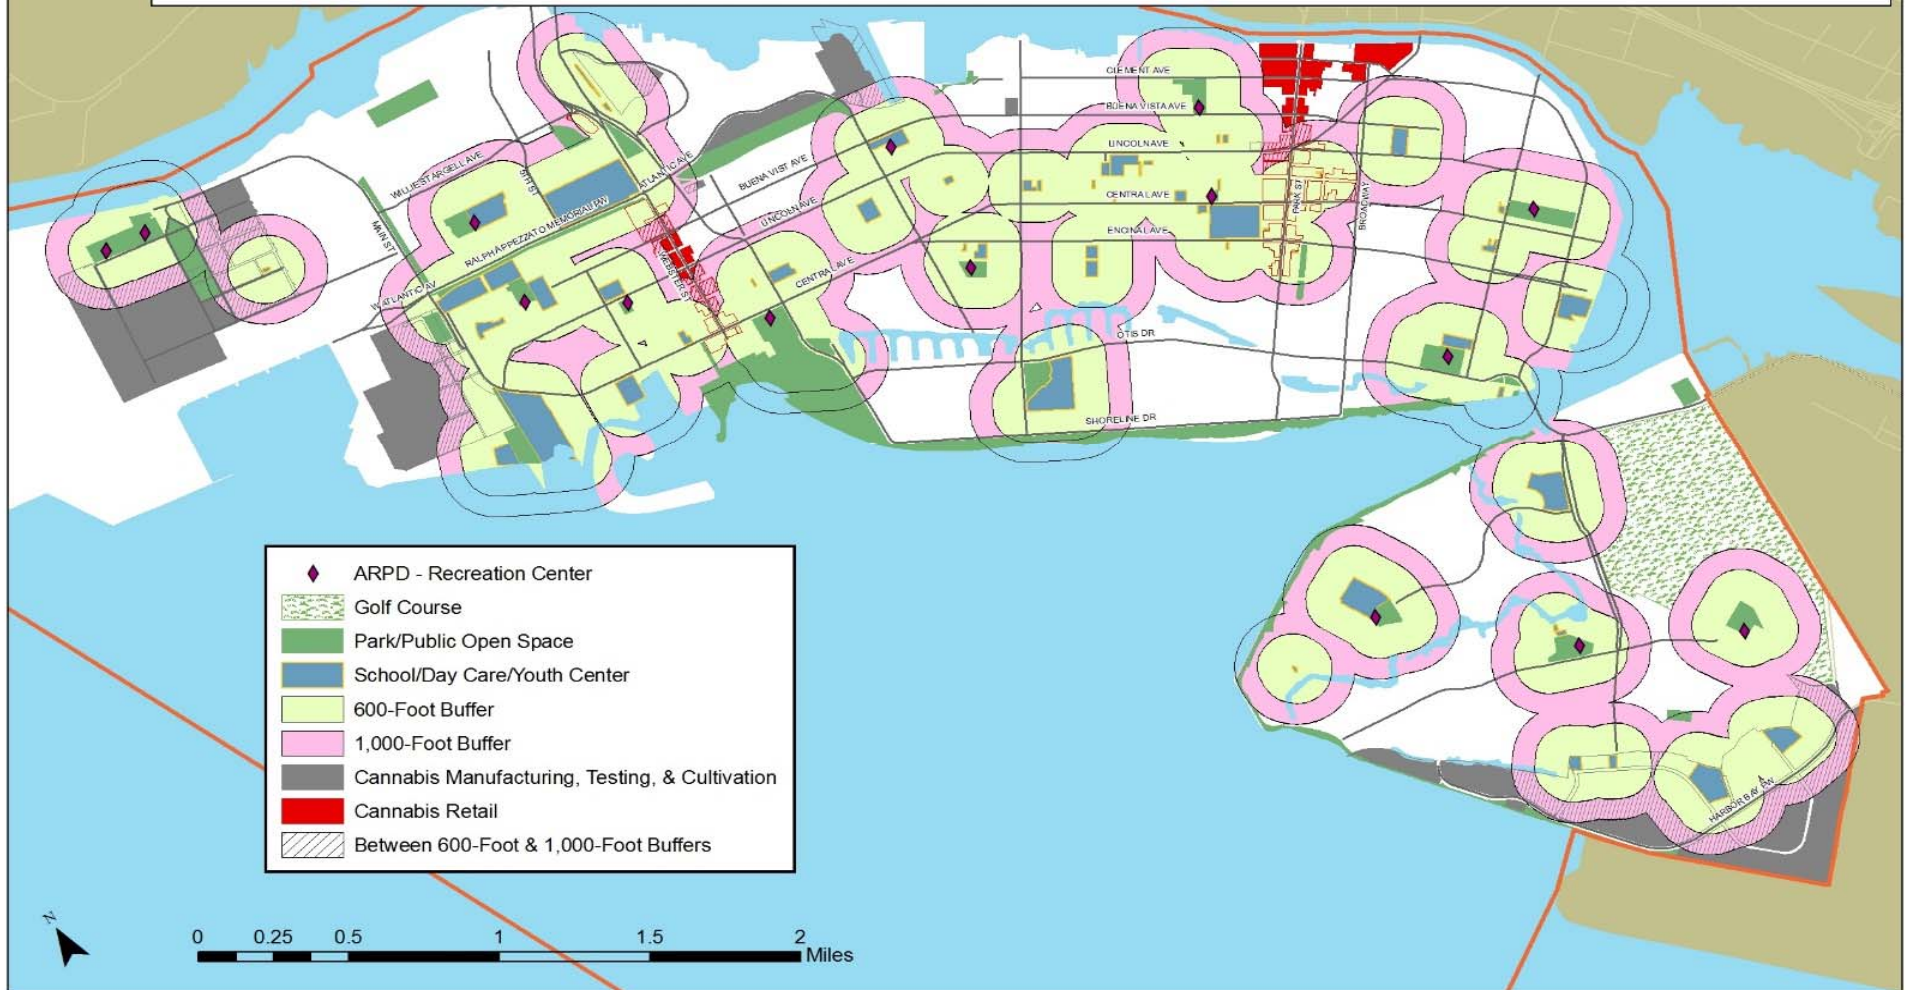 CLEMENT AVE
BUENA VISTA AVE
LINCOLN AVE
CENTRAL AVE
ENCINAL AVE
PARK ST
BROADWAY
WILLIE STARGELL AVE
5TH ST
ATLANTIC AVE
BUENA VIST AVE
LINCOLN AVE
MAIN ST
RALPH APPEZZATO MEMORIAL PW
W ATLANTIC AV
WEBSTER ST
CENTRAL AVE
OTIS DR
SHORELINE DR
HARBOR BAY PW
ARPD - Recreation Center
Golf Course
Park/Public Open Space
School/Day Care/Youth Center
600-Foot Buffer
1,000-Foot Buffer
Cannabis Manufacturing, Testing, & Cultivation
Cannabis Retail
Between 600-Foot & 1,000-Foot Buffers
N
0 0.25 0.5 1 1.5 2
Miles